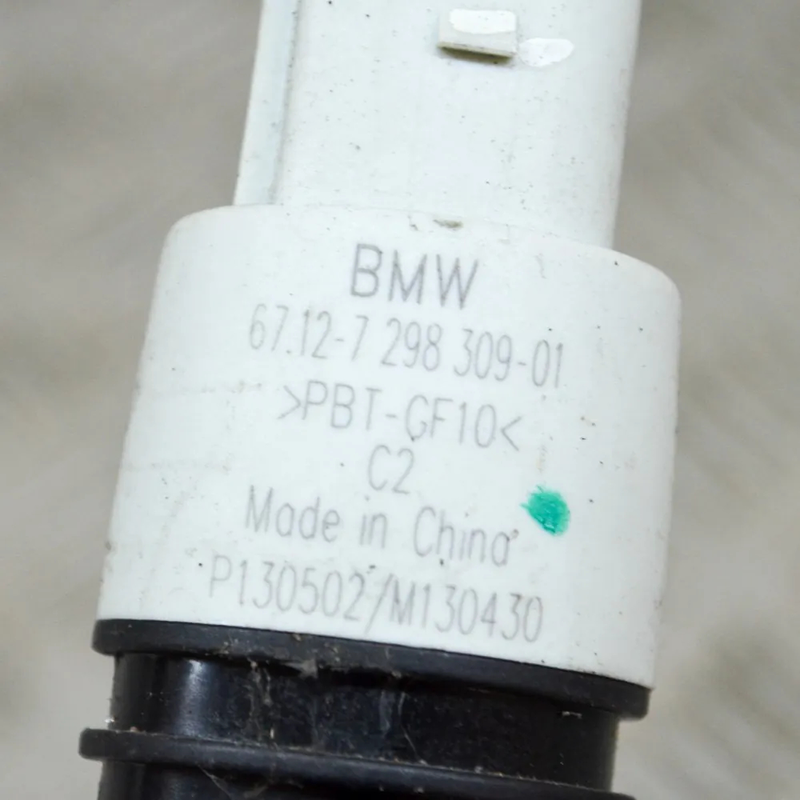 BMW
67.12-7 298 309-01
>PBT-GF10<
C2
Made in China
P130502/M130430